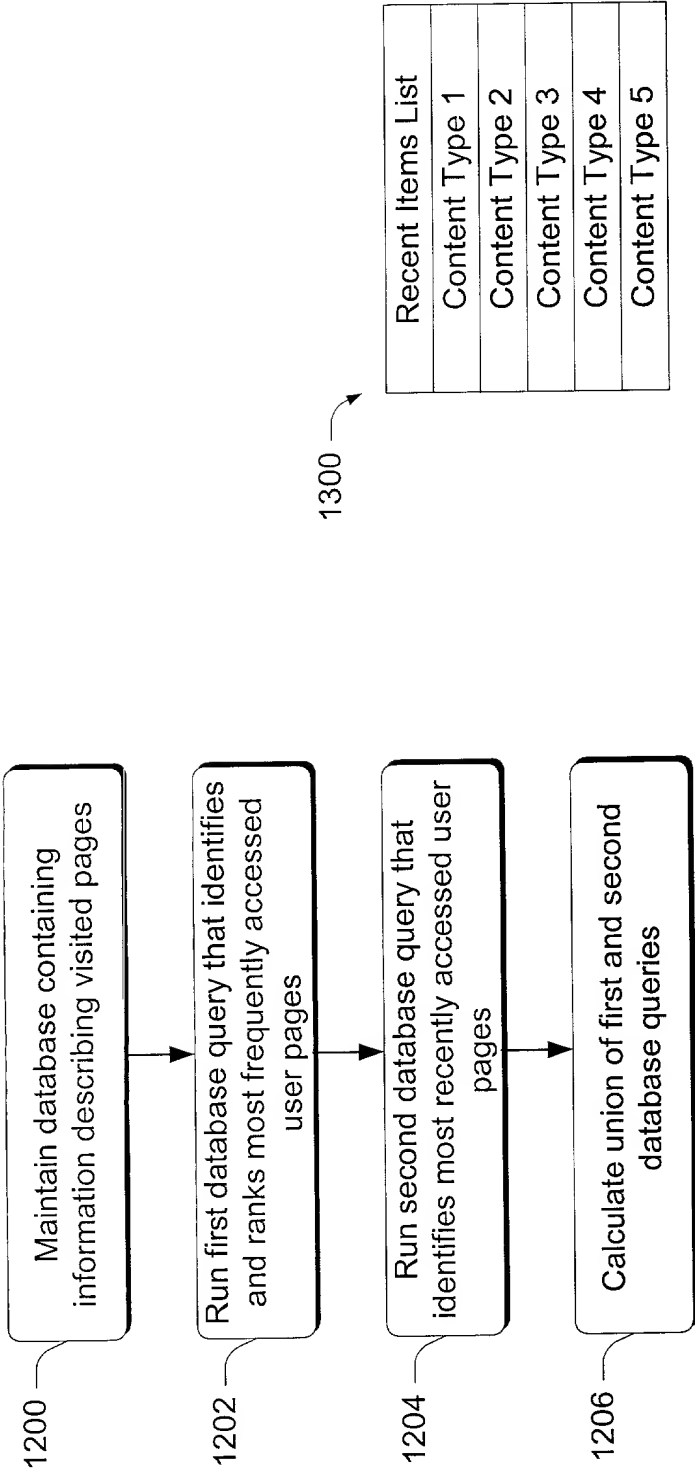 1200
Maintain database containing
information describing visited pages
1202
Run first database query that identifies
and ranks most frequently accessed
user pages
1204
Run second database query that
identifies most recently accessed user
pages
1206
Calculate union of first and second
database queries
1300
Recent Items List
Content Type 1
Content Type 2
Content Type 3
Content Type 4
Content Type 5